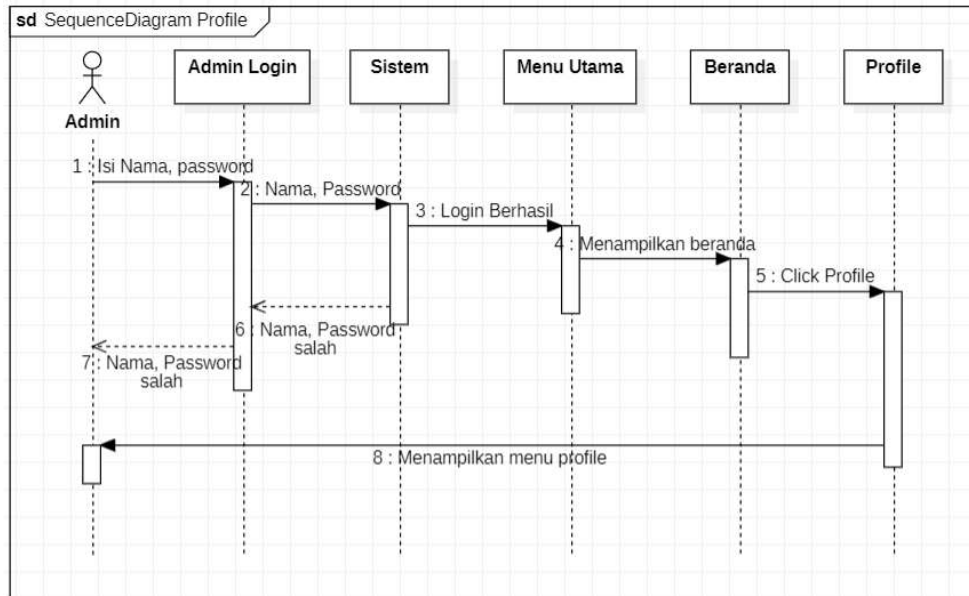 sd SequenceDiagram Profile
Admin Login
Sistem
Menu Utama
Beranda
Profile
Admin
1 : Isi Nama, password
2 : Nama, Password
3 : Login Berhasil
4 : Menampilkan beranda
5 : Click Profile
6 : Nama, Password
salah
7 : Nama, Password
salah
8 : Menampilkan menu profile